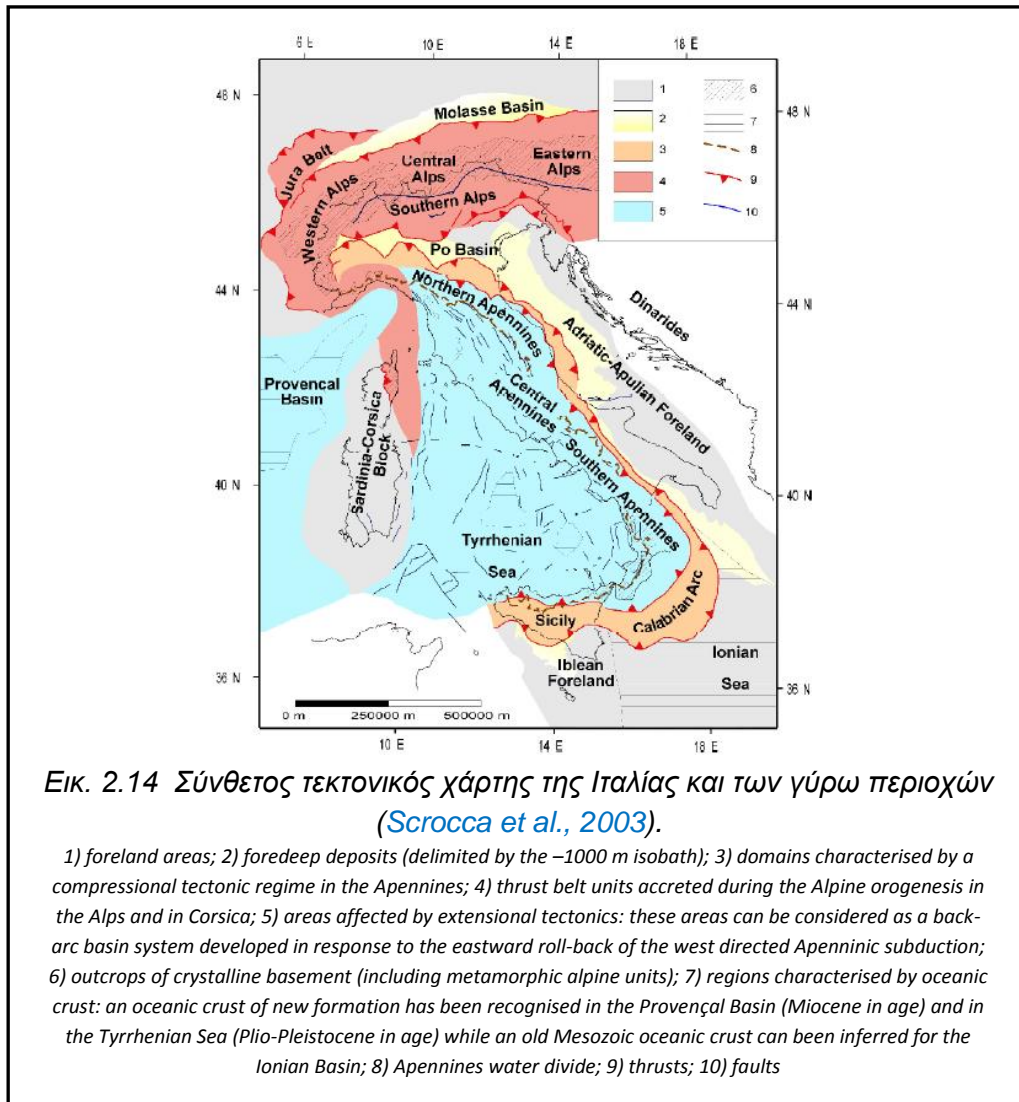 6 E 10 E 14 E 18 E
48 N 48 N
Molasse Basin
Jura Belt
Central
Alps
Eastern
Alps
Western Alps
Southern Alps
Po Basin
44 N 44 N
Northern Apennines
Dinarides
Adriatic-Apulian Foreland
Provencal
Basin
Central
Apennines
Sardinia-Corsica
Block
Southern Apennines
40 N 40 N
Tyrrhenian
Sea
Sicily
Calabrian Arc
Iblean
Foreland
Ionian
Sea
36 N 36 N
0 m 250000 m 500000 m
10 E 14 E 18 E
1 6
2 7
3 8
4 9
5 10
Εικ. 2.14 Σύνθετος τεκτονικός χάρτης της Ιταλίας και των γύρω περιοχών
(Scrocca et al., 2003).
1) foreland areas; 2) foredeep deposits (delimited by the –1000 m isobath); 3) domains characterised by a
compressional tectonic regime in the Apennines; 4) thrust belt units accreted during the Alpine orogenesis in
the Alps and in Corsica; 5) areas affected by extensional tectonics: these areas can be considered as a back-
arc basin system developed in response to the eastward roll-back of the west directed Apenninic subduction;
6) outcrops of crystalline basement (including metamorphic alpine units); 7) regions characterised by oceanic
crust: an oceanic crust of new formation has been recognised in the Provençal Basin (Miocene in age) and in
the Tyrrhenian Sea (Plio-Pleistocene in age) while an old Mesozoic oceanic crust can been inferred for the
Ionian Basin; 8) Apennines water divide; 9) thrusts; 10) faults